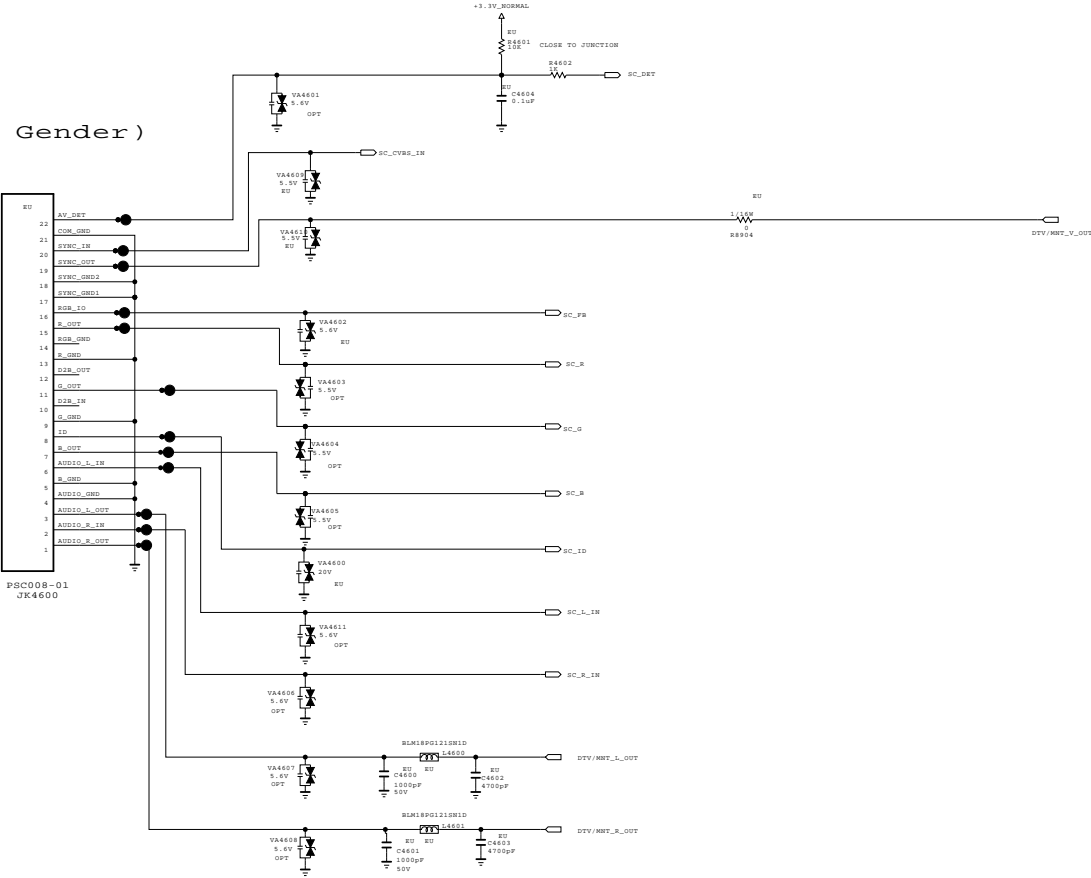 +3.3V_NORMAL
EU
R4601
10K
CLOSE TO JUNCTION
R4602
1K
SC_DET
VA4601
5.6V
OPT
EU
C4604
0.1uF
Gender)
SC_CVBS_IN
VA4609
5.5V
EU
VA4610
5.5V
EU
EU
1/16W
0
R8904
DTV/MNT_V_OUT
EU
AV_DET
22
COM_GND
21
SYNC_IN
20
SYNC_OUT
19
SYNC_GND2
18
SYNC_GND1
17
RGB_IO
16
R_OUT
15
RGB_GND
14
R_GND
13
D2B_OUT
12
G_OUT
11
D2B_IN
10
G_GND
9
ID
8
B_OUT
7
AUDIO_L_IN
6
B_GND
5
AUDIO_GND
4
AUDIO_L_OUT
3
AUDIO_R_IN
2
AUDIO_R_OUT
1
PSC008-01
JK4600
SC_FB
VA4602
5.6V
EU
SC_R
VA4603
5.5V
OPT
SC_G
VA4604
5.5V
OPT
SC_B
VA4605
5.5V
OPT
SC_ID
VA4600
20V
EU
SC_L_IN
VA4611
5.6V
OPT
SC_R_IN
VA4606
5.6V
OPT
BLM18PG121SN1D
L4600
DTV/MNT_L_OUT
VA4607
5.6V
OPT
EU
C4600
1000pF
50V
EU
EU
C4602
4700pF
BLM18PG121SN1D
L4601
DTV/MNT_R_OUT
VA4608
5.6V
OPT
EU
C4601
1000pF
50V
EU
EU
C4603
4700pF